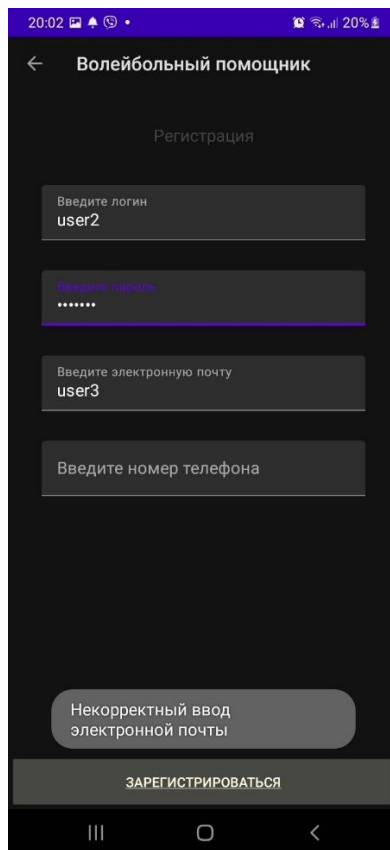 20:02 20%
Волейбольный помощник
Регистрация
Введите логин
user2
Введите пароль
•••••••
Введите электронную почту
user3
Введите номер телефона
Некорректный ввод
электронной почты
ЗАРЕГИСТРИРОВАТЬСЯ